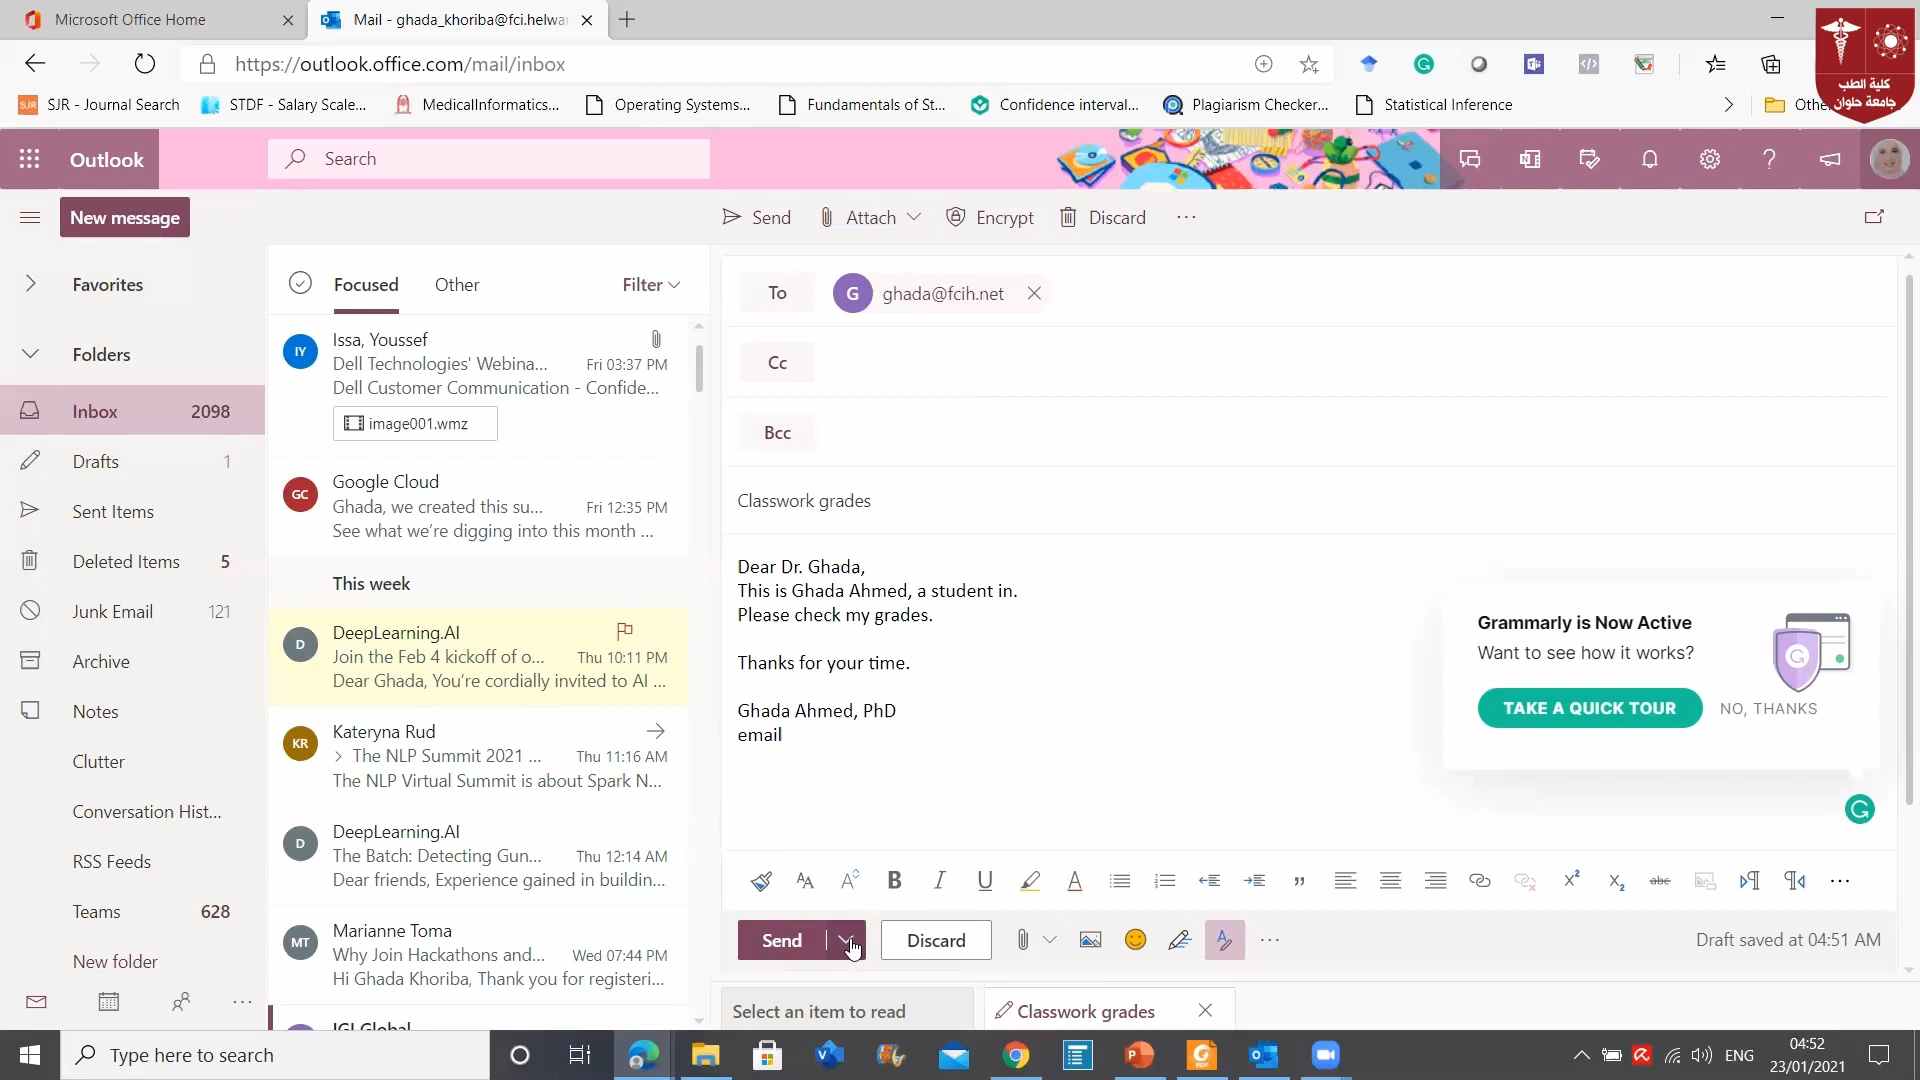 Microsoft Office Home
Mail - ghada_khoriba@fci.helwa
https://outlook.office.com/mail/inbox
SJR - Journal Search
STDF - Salary Scale...
MedicalInformatics...
Operating Systems...
Fundamentals of St...
Confidence interval...
Plagiarism Checker...
Statistical Inference
Othe
كلية الطب
جامعة حلوان
Outlook
Search
New message
Send
Attach
Encrypt
Discard
Favorites
Folders
Inbox 2098
Drafts 1
Sent Items
Deleted Items 5
Junk Email 121
Archive
Notes
Clutter
Conversation Hist...
RSS Feeds
Teams 628
New folder
Focused
Other
Filter
IY
Issa, Youssef
Dell Technologies' Webina... Fri 03:37 PM
Dell Customer Communication - Confide...
image001.wmz
GC
Google Cloud
Ghada, we created this su... Fri 12:35 PM
See what we're digging into this month ...
This week
D
DeepLearning.AI
Join the Feb 4 kickoff of o... Thu 10:11 PM
Dear Ghada, You're cordially invited to AI ...
KR
Kateryna Rud
> The NLP Summit 2021 ... Thu 11:16 AM
The NLP Virtual Summit is about Spark N...
D
DeepLearning.AI
The Batch: Detecting Gun... Thu 12:14 AM
Dear friends, Experience gained in buildin...
MT
Marianne Toma
Why Join Hackathons and... Wed 07:44 PM
Hi Ghada Khoriba, Thank you for registeri...
IGI Global
To
G ghada@fcih.net
Cc
Bcc
Classwork grades
Dear Dr. Ghada,
This is Ghada Ahmed, a student in.
Please check my grades.
Thanks for your time.
Ghada Ahmed, PhD
email
Grammarly is Now Active
Want to see how it works?
TAKE A QUICK TOUR
NO, THANKS
Send
Discard
Draft saved at 04:51 AM
Select an item to read
Classwork grades
Type here to search
ENG
04:52
23/01/2021